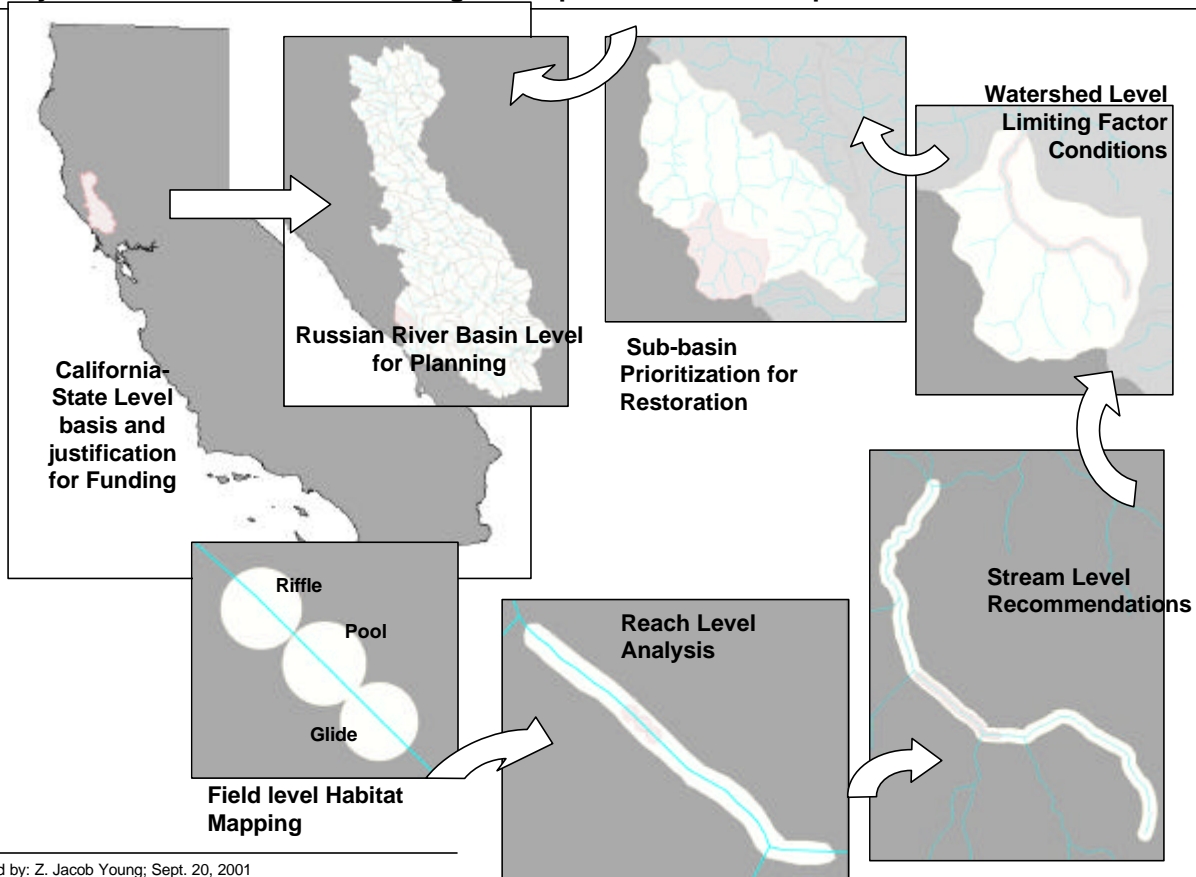 California-
State Level
basis and
justification
for Funding
Russian River Basin Level
for Planning
Sub-basin
Prioritization for
Restoration
Watershed Level
Limiting Factor
Conditions
Stream Level
Recommendations
Reach Level
Analysis
Riffle
Pool
Glide
Field level Habitat
Mapping
by: Z. Jacob Young; Sept. 20, 2001